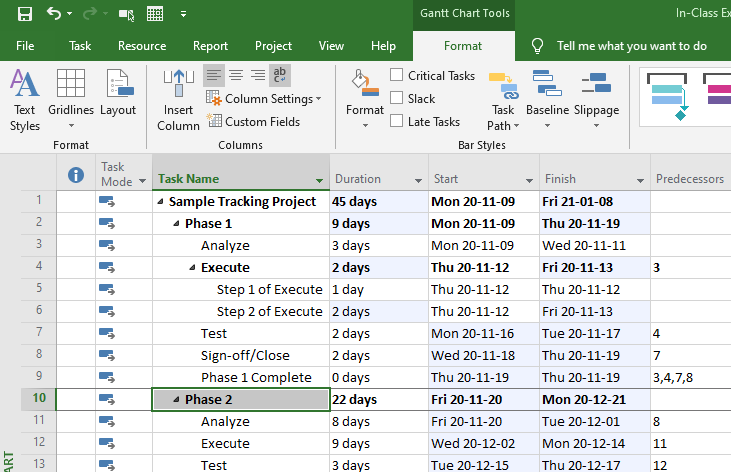 Gantt Chart Tools In-Class Ex
File Task Resource Report Project View Help Format Tell me what you want to do
Text Styles Gridlines Layout Insert Column Column Settings Custom Fields Format Critical Tasks Slack Late Tasks Task Path Baseline Slippage
ab c
Format Columns Bar Styles
Task Mode Task Name Duration Start Finish Predecessors
1 Sample Tracking Project 45 days Mon 20-11-09 Fri 21-01-08
2 Phase 1 9 days Mon 20-11-09 Thu 20-11-19
3 Analyze 3 days Mon 20-11-09 Wed 20-11-11
4 Execute 2 days Thu 20-11-12 Fri 20-11-13 3
5 Step 1 of Execute 1 day Thu 20-11-12 Thu 20-11-12
6 Step 2 of Execute 2 days Thu 20-11-12 Fri 20-11-13
7 Test 2 days Mon 20-11-16 Tue 20-11-17 4
8 Sign-off/Close 2 days Wed 20-11-18 Thu 20-11-19 7
9 Phase 1 Complete 0 days Thu 20-11-19 Thu 20-11-19 3,4,7,8
10 Phase 2 22 days Fri 20-11-20 Mon 20-12-21
11 Analyze 8 days Fri 20-11-20 Tue 20-12-01 8
12 Execute 9 days Wed 20-12-02 Mon 20-12-14 11
13 Test 3 days Tue 20-12-15 Thu 20-12-17 12
ART